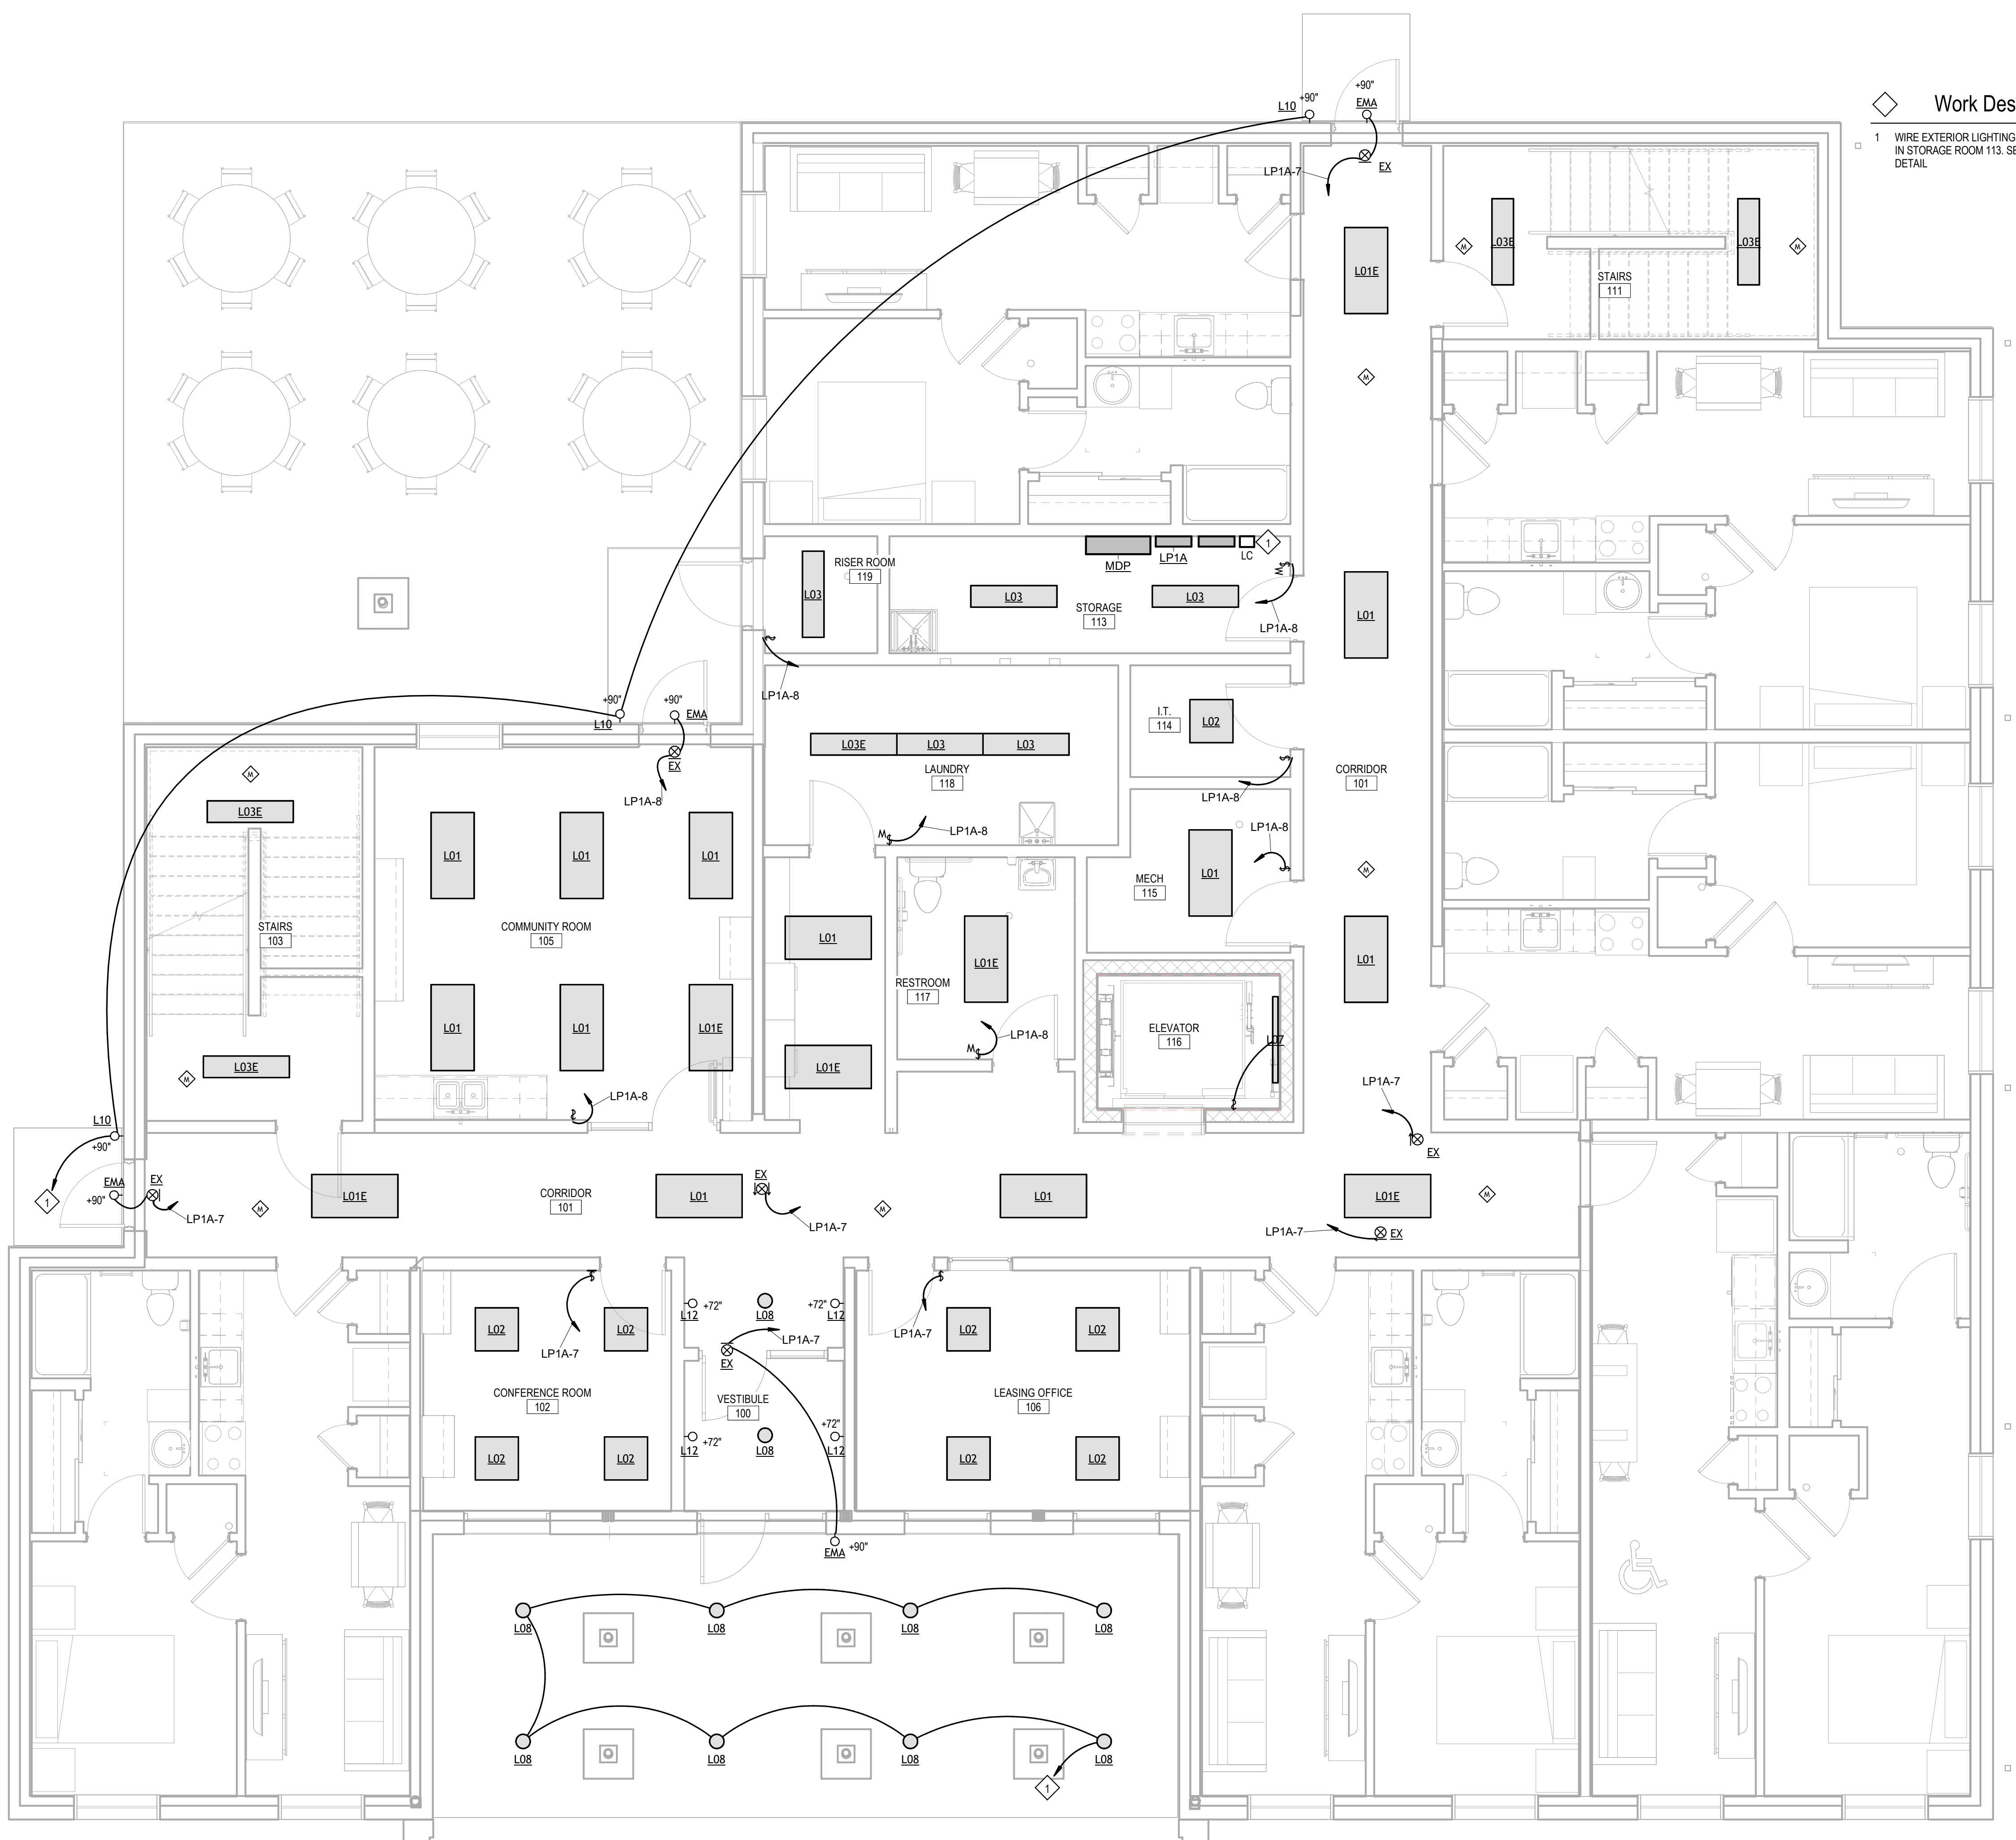 Work Des
1 WIRE EXTERIOR LIGHTING
IN STORAGE ROOM 113. SE
DETAIL
+90"
L10
+90"
EMA
EX
LP1A-7
L01E
M
L03E
L03E
M
STAIRS
111
M
RISER ROOM
119
L03
MDP
LP1A
LC
1
M
L03
L03
STORAGE
113
LP1A-8
L01
LP1A-8
+90"
L10
+90"
EMA
EX
LP1A-8
I.T.
114
L02
L03E
L03
L03
LAUNDRY
118
LP1A-8
CORRIDOR
101
M
L03E
L01
L01
L01
M
LP1A-8
LP1A-8
MECH
115
L01
M
STAIRS
103
COMMUNITY ROOM
105
L01
L01E
RESTROOM
117
L01
L01
L01
L01E
L01E
M
LP1A-8
ELEVATOR
116
L07
L03E
M
LP1A-8
LP1A-7
EX
L10
+90"
EMA
+90"
EX
1
LP1A-7
M
L01E
CORRIDOR
101
L01
EX
LP1A-7
M
L01
L01E
M
LP1A-7
EX
L02
L02
LP1A-7
L12
+72"
L08
+72"
L12
LP1A-7
EX
LP1A-7
L02
L02
CONFERENCE ROOM
102
VESTIBULE
100
LEASING OFFICE
106
L02
L02
L12
+72"
L08
+72"
L12
L02
L02
EMA
+90"
L08
L08
L08
L08
L08
L08
L08
L08
1